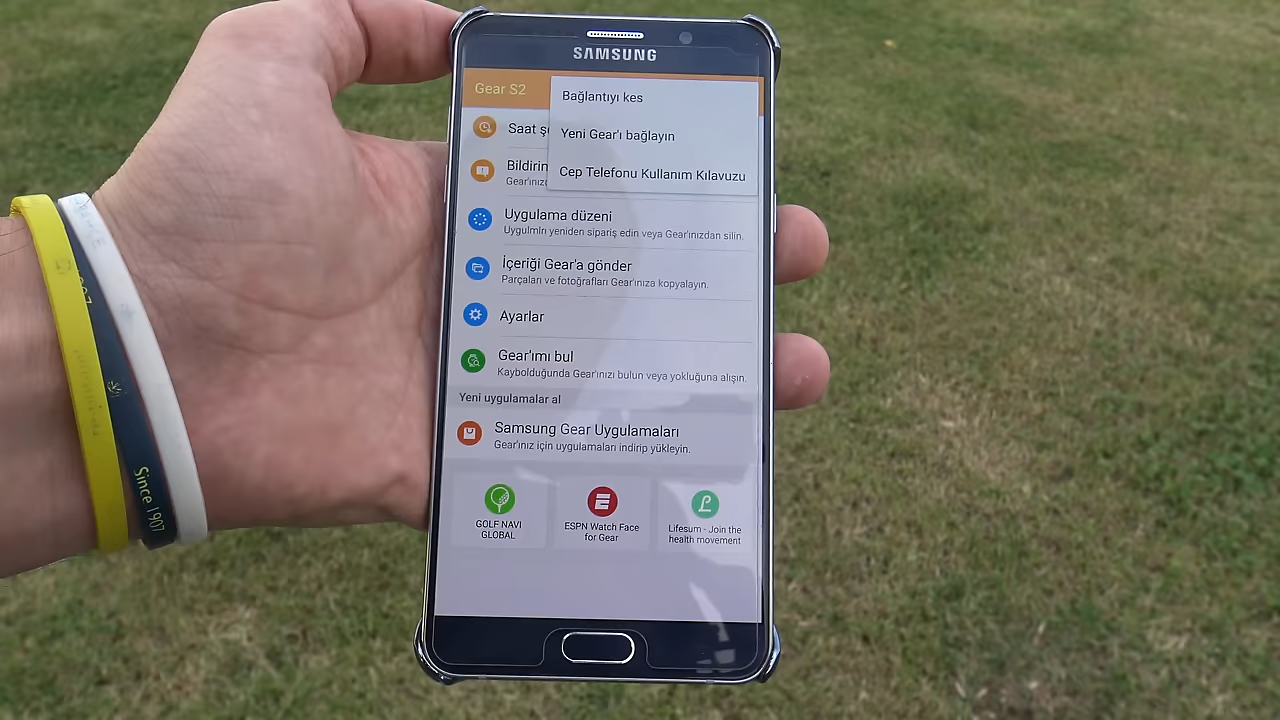 SAMSUNG
Gear S2
Bağlantıyı kes
Yeni Gear'ı bağlayın
Cep Telefonu Kullanım Kılavuzu
Saat ş
Bildirin
Gear'ınız
Uygulama düzeni
Uygulmln yeniden sipariş edin veya Gear'ınızdan silin.
İçeriği Gear'a gönder
Parçaları ve fotoğrafları Gear'ınıza kopyalayın.
Ayarlar
Gear'ımı bul
Kaybolduğunda Gear'ınızı bulun veya yokluğuna alışın.
Yeni uygulamalar al
Samsung Gear Uygulamaları
Gear'ınız için uygulamaları indirip yükleyin.
GOLF NAVI
GLOBAL
ESPN Watch Face
for Gear
Lifesum - Join the
health movement
Since 1907